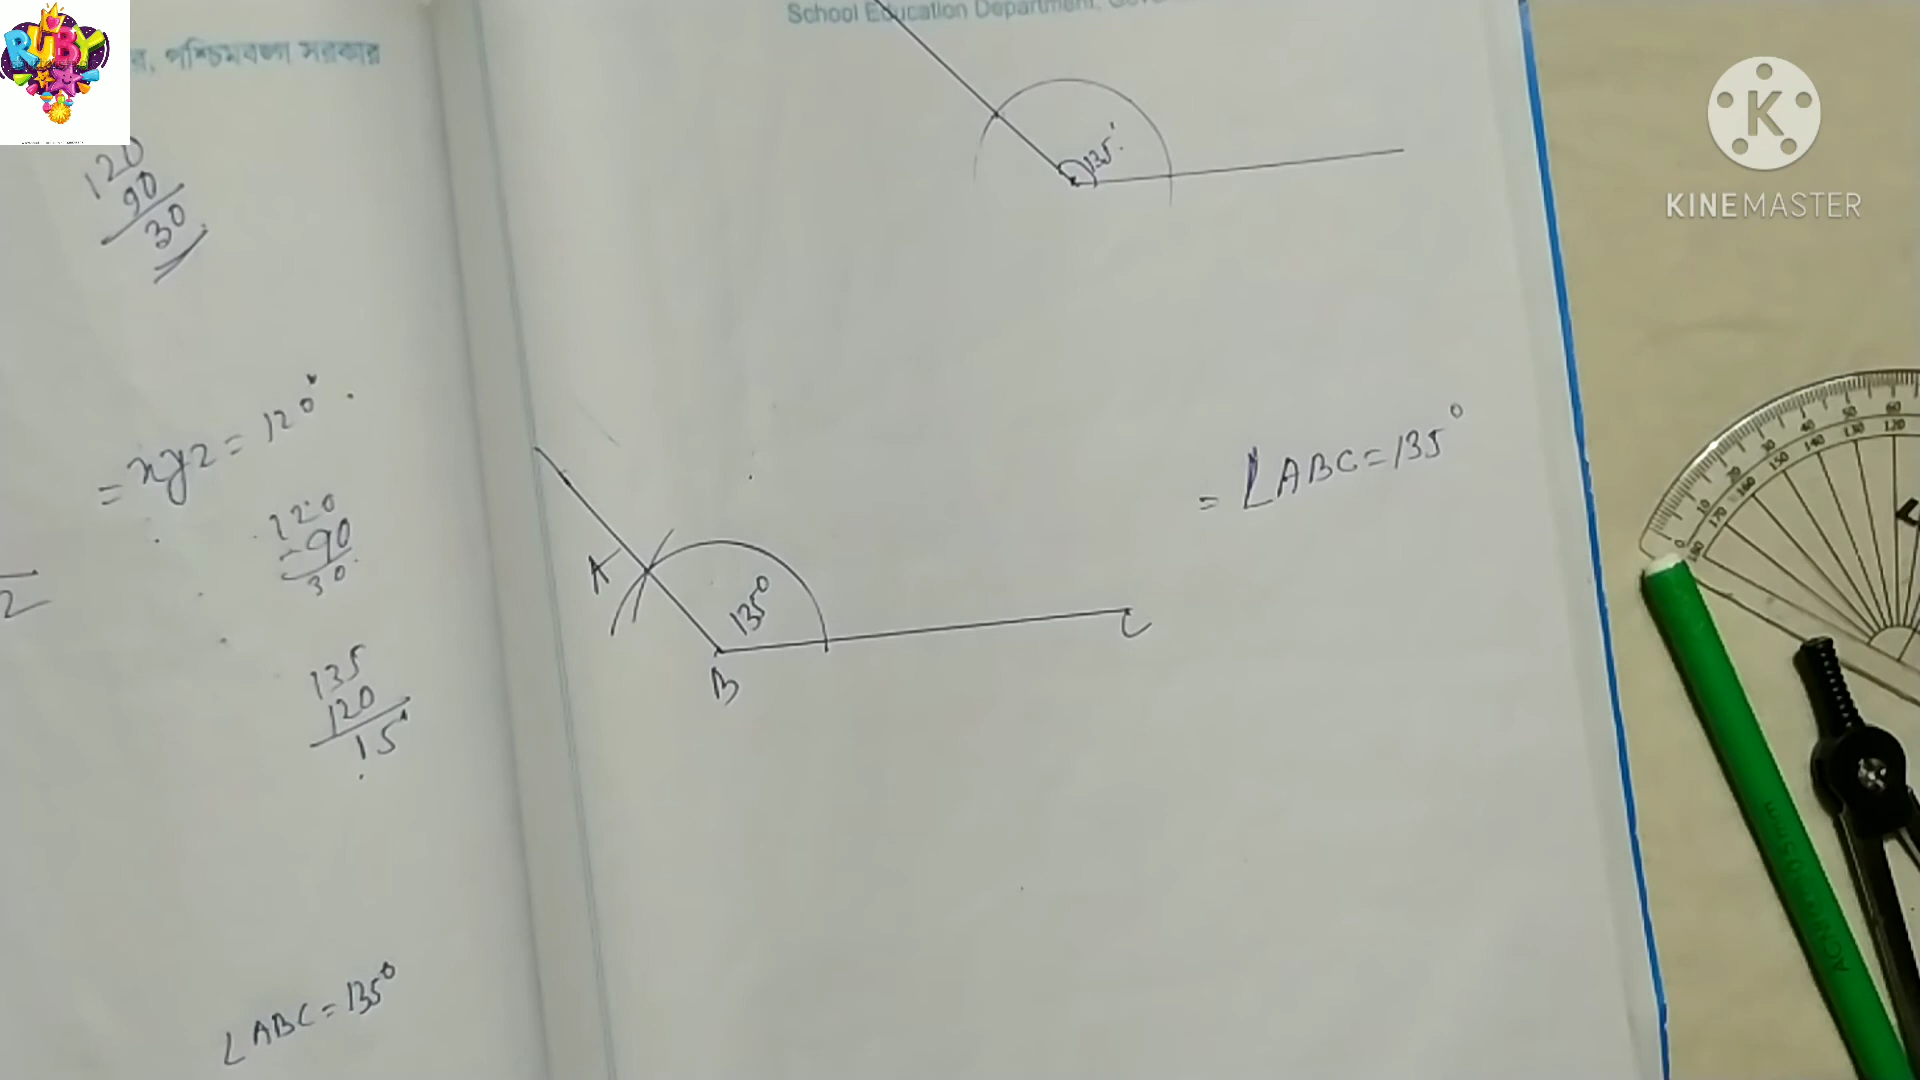 RUBY
পশ্চিমবঙ্গ সরকার
120
90
30
= xyz = 120°.
120
-90
30
135
120
15°
∠ABC = 135°
School Education Department,
135°
A
135°
B
C
= ∠ABC = 135°
KINEMASTER